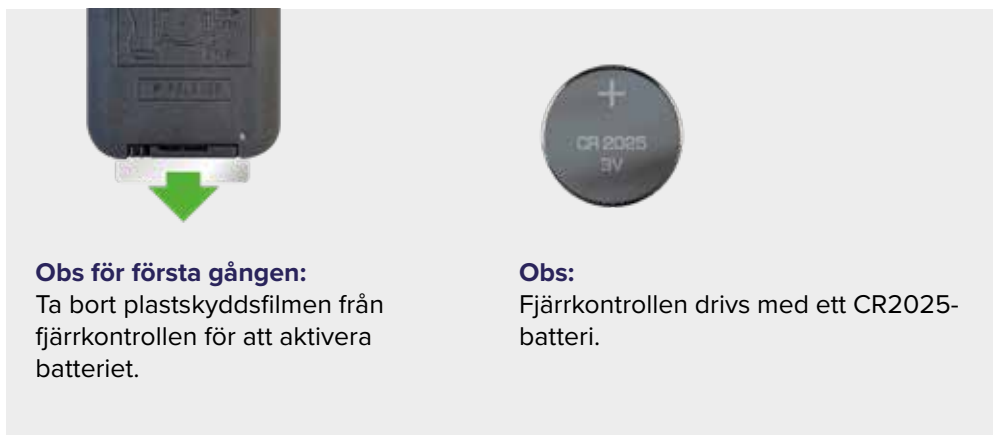 CR 2025
3V
Obs för första gången:
Ta bort plastskyddsfilmen från
fjärrkontrollen för att aktivera
batteriet.
Obs:
Fjärrkontrollen drivs med ett CR2025-
batteri.